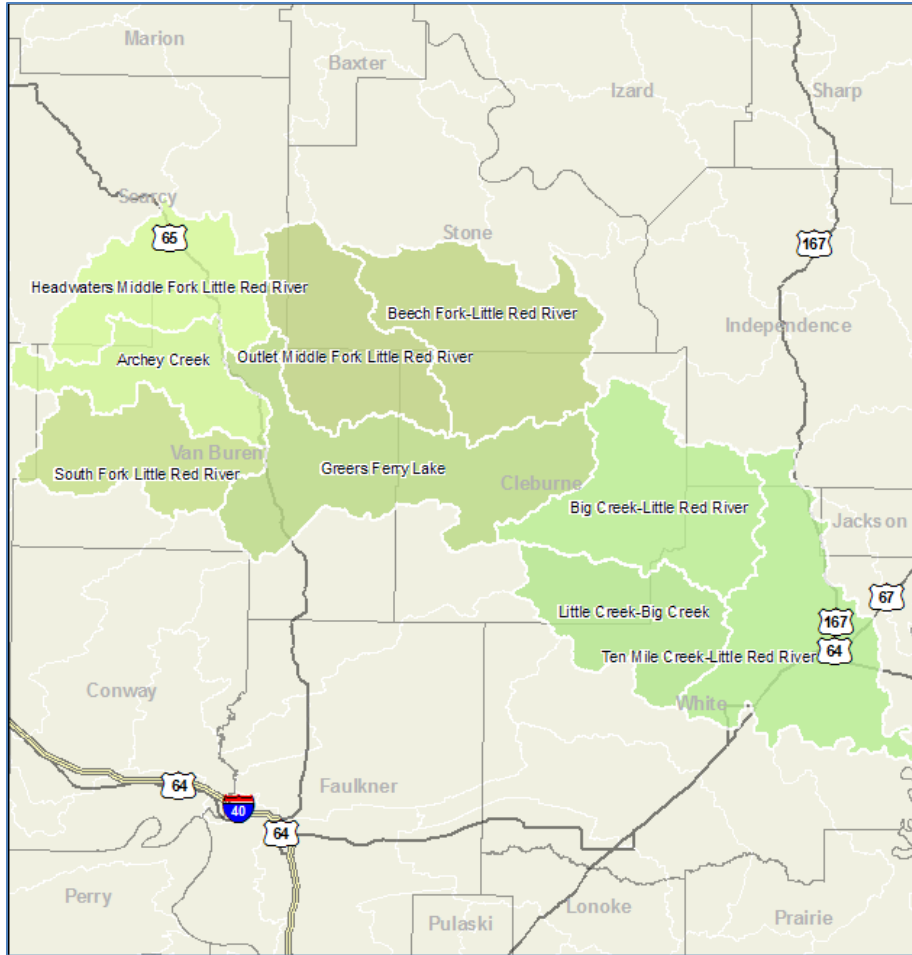 Marion
Baxter
Izard
Sharp
Searcy
65
Stone
167
Headwaters Middle Fork Little Red River
Beech Fork-Little Red River
Independence
Archey Creek
Outlet Middle Fork Little Red River
Van Buren
South Fork Little Red River
Greers Ferry Lake
Cleburne
Big Creek-Little Red River
Jackson
67
Little Creek-Big Creek
167
64
Ten Mile Creek-Little Red River
Conway
White
64
Faulkner
40
64
Perry
Pulaski
Lonoke
Prairie